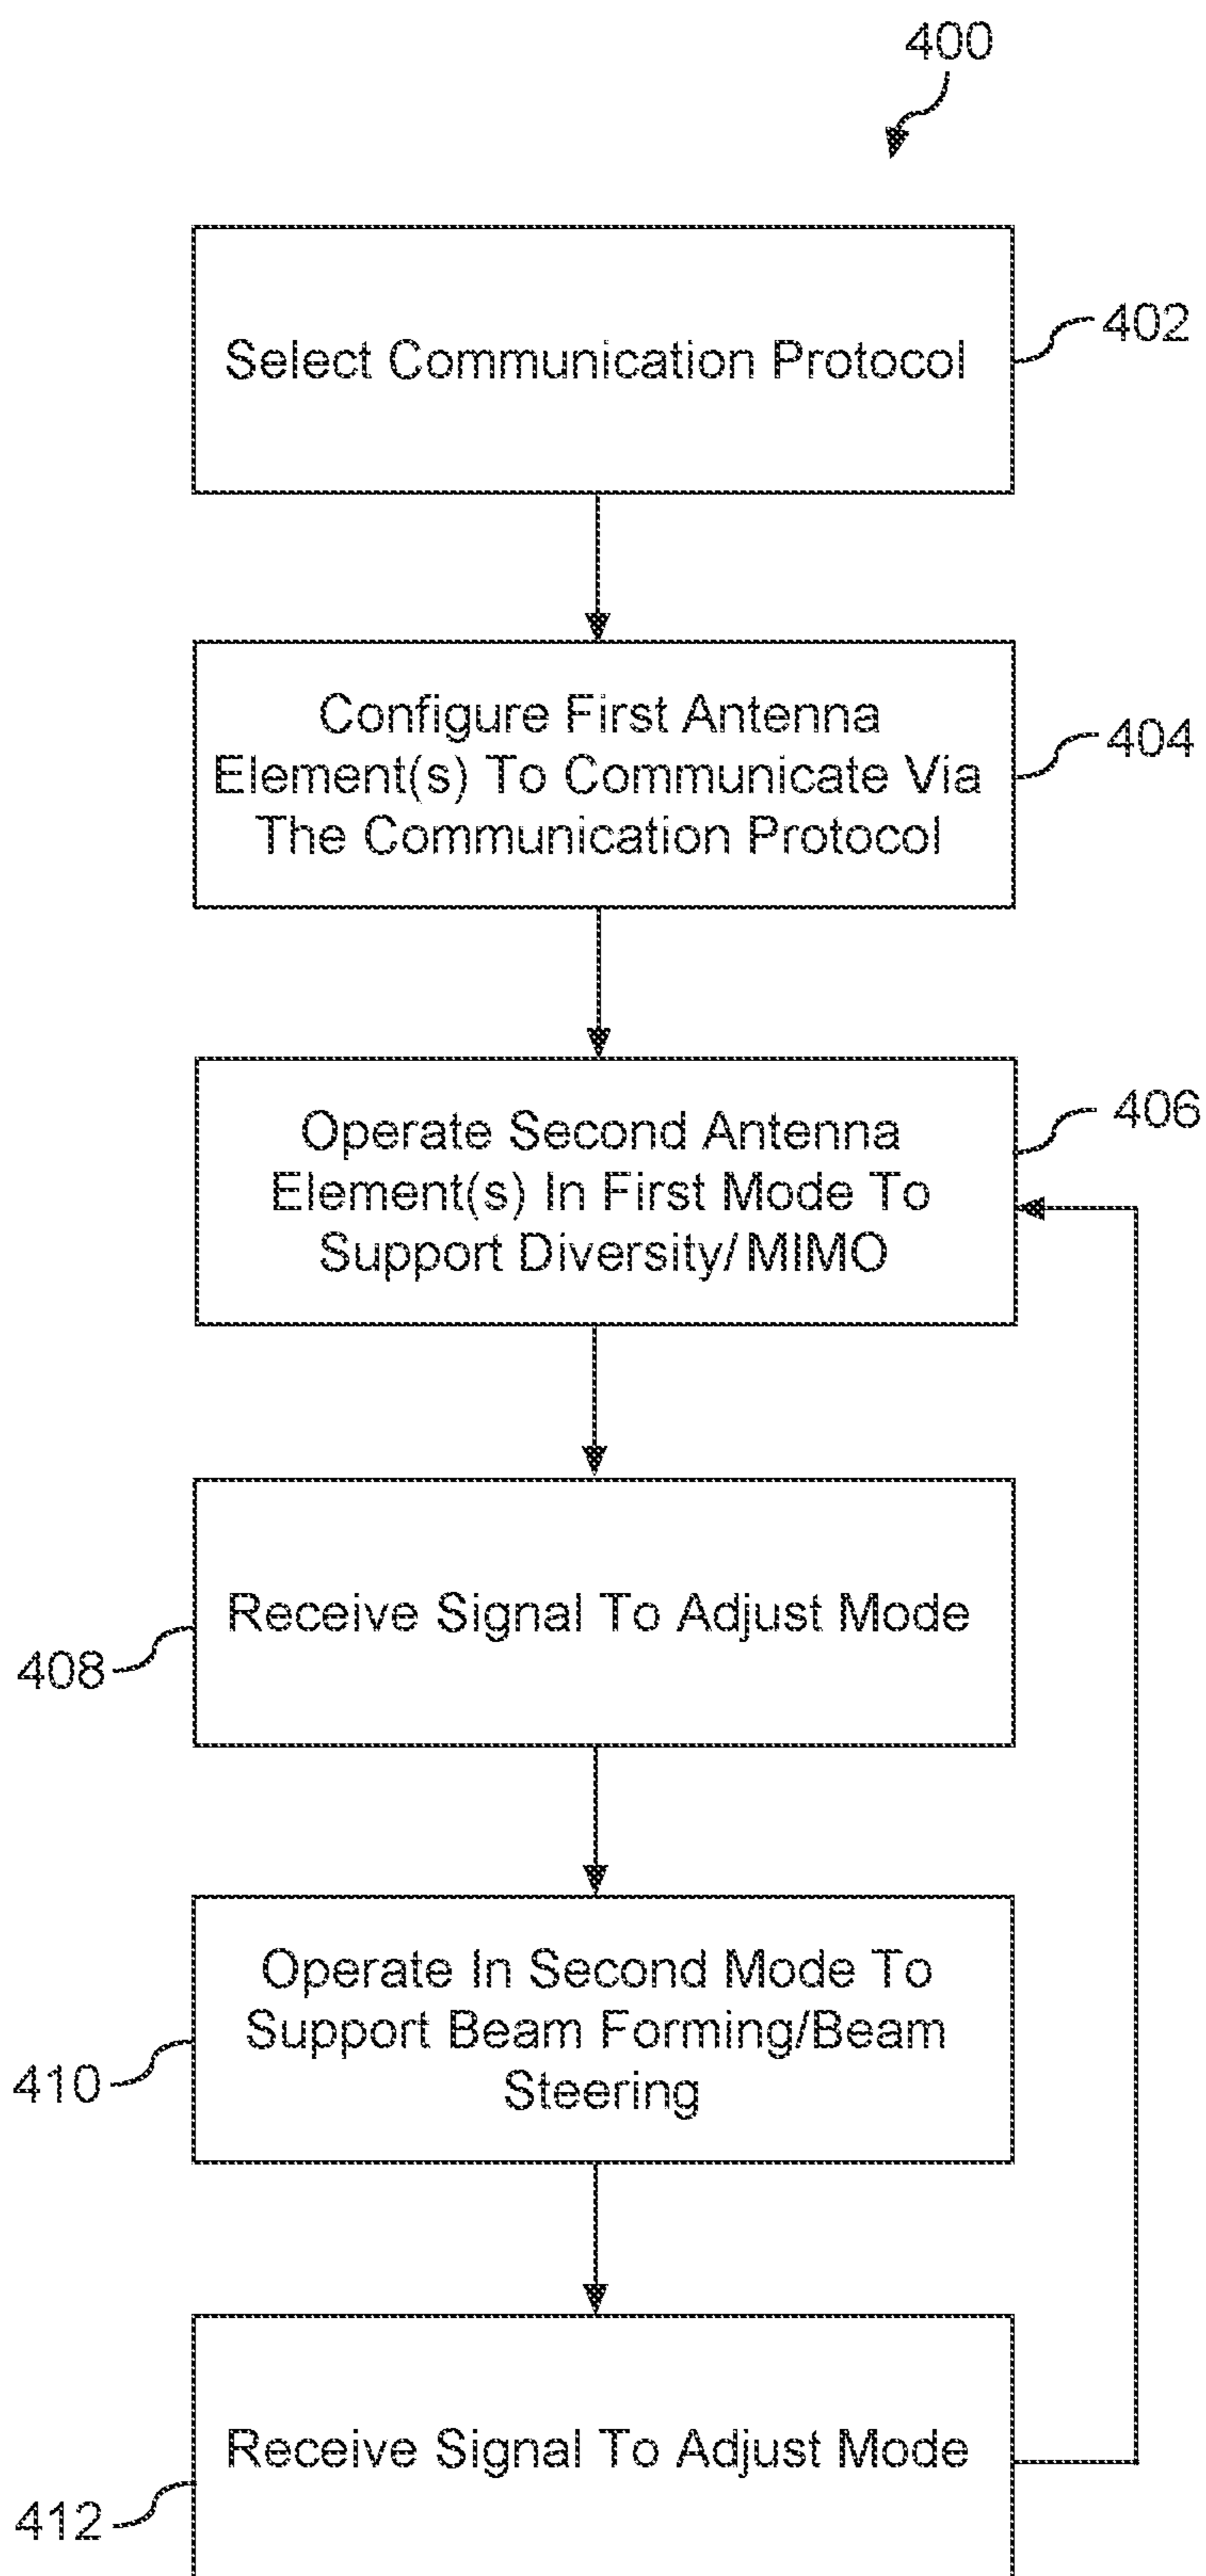 400
Select Communication Protocol
402
Configure First Antenna
Element(s) To Communicate Via
The Communication Protocol
404
Operate Second Antenna
Element(s) In First Mode To
Support Diversity/MIMO
406
Receive Signal To Adjust Mode
408
Operate In Second Mode To
Support Beam Forming/Beam
Steering
410
Receive Signal To Adjust Mode
412